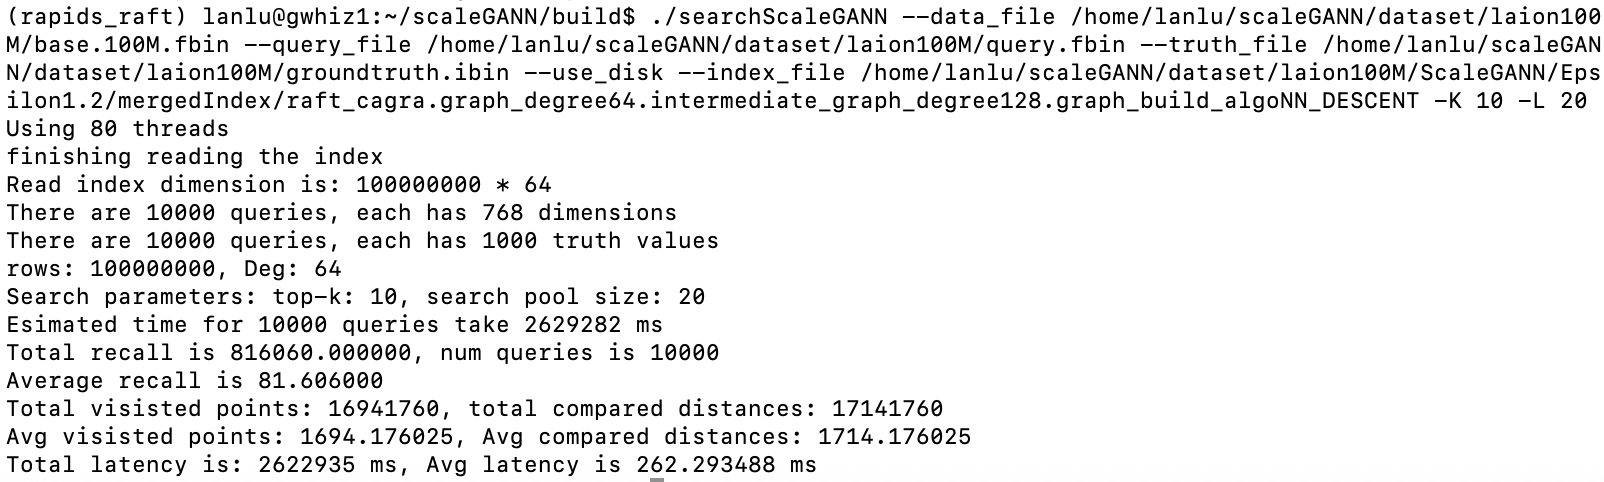 (rapids_raft) lanlu@gwhiz1:~/scaleGANN/build$ ./searchScaleGANN --data_file /home/lanlu/scaleGANN/dataset/laion100
M/base.100M.fbin --query_file /home/lanlu/scaleGANN/dataset/laion100M/query.fbin --truth_file /home/lanlu/scaleGAN
N/dataset/laion100M/groundtruth.ibin --use_disk --index_file /home/lanlu/scaleGANN/dataset/laion100M/ScaleGANN/Eps
ilon1.2/mergedIndex/raft_cagra.graph_degree64.intermediate_graph_degree128.graph_build_algoNN_DESCENT -K 10 -L 20
Using 80 threads
finishing reading the index
Read index dimension is: 100000000 * 64
There are 10000 queries, each has 768 dimensions
There are 10000 queries, each has 1000 truth values
rows: 100000000, Deg: 64
Search parameters: top-k: 10, search pool size: 20
Esimated time for 10000 queries take 2629282 ms
Total recall is 816060.000000, num queries is 10000
Average recall is 81.606000
Total visisted points: 16941760, total compared distances: 17141760
Avg visisted points: 1694.176025, Avg compared distances: 1714.176025
Total latency is: 2622935 ms, Avg latency is 262.293488 ms